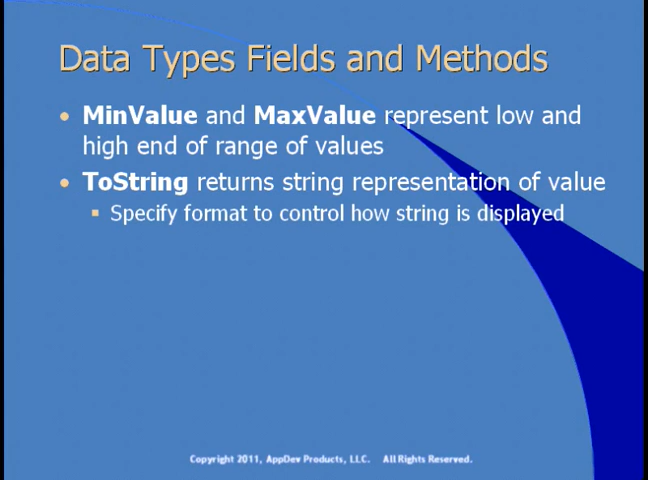 Data Types Fields and Methods
• MinValue and MaxValue represent low and
high end of range of values
• ToString returns string representation of value
▪ Specify format to control how string is displayed
Copyright 2011, AppDev Products, LLC. All Rights Reserved.